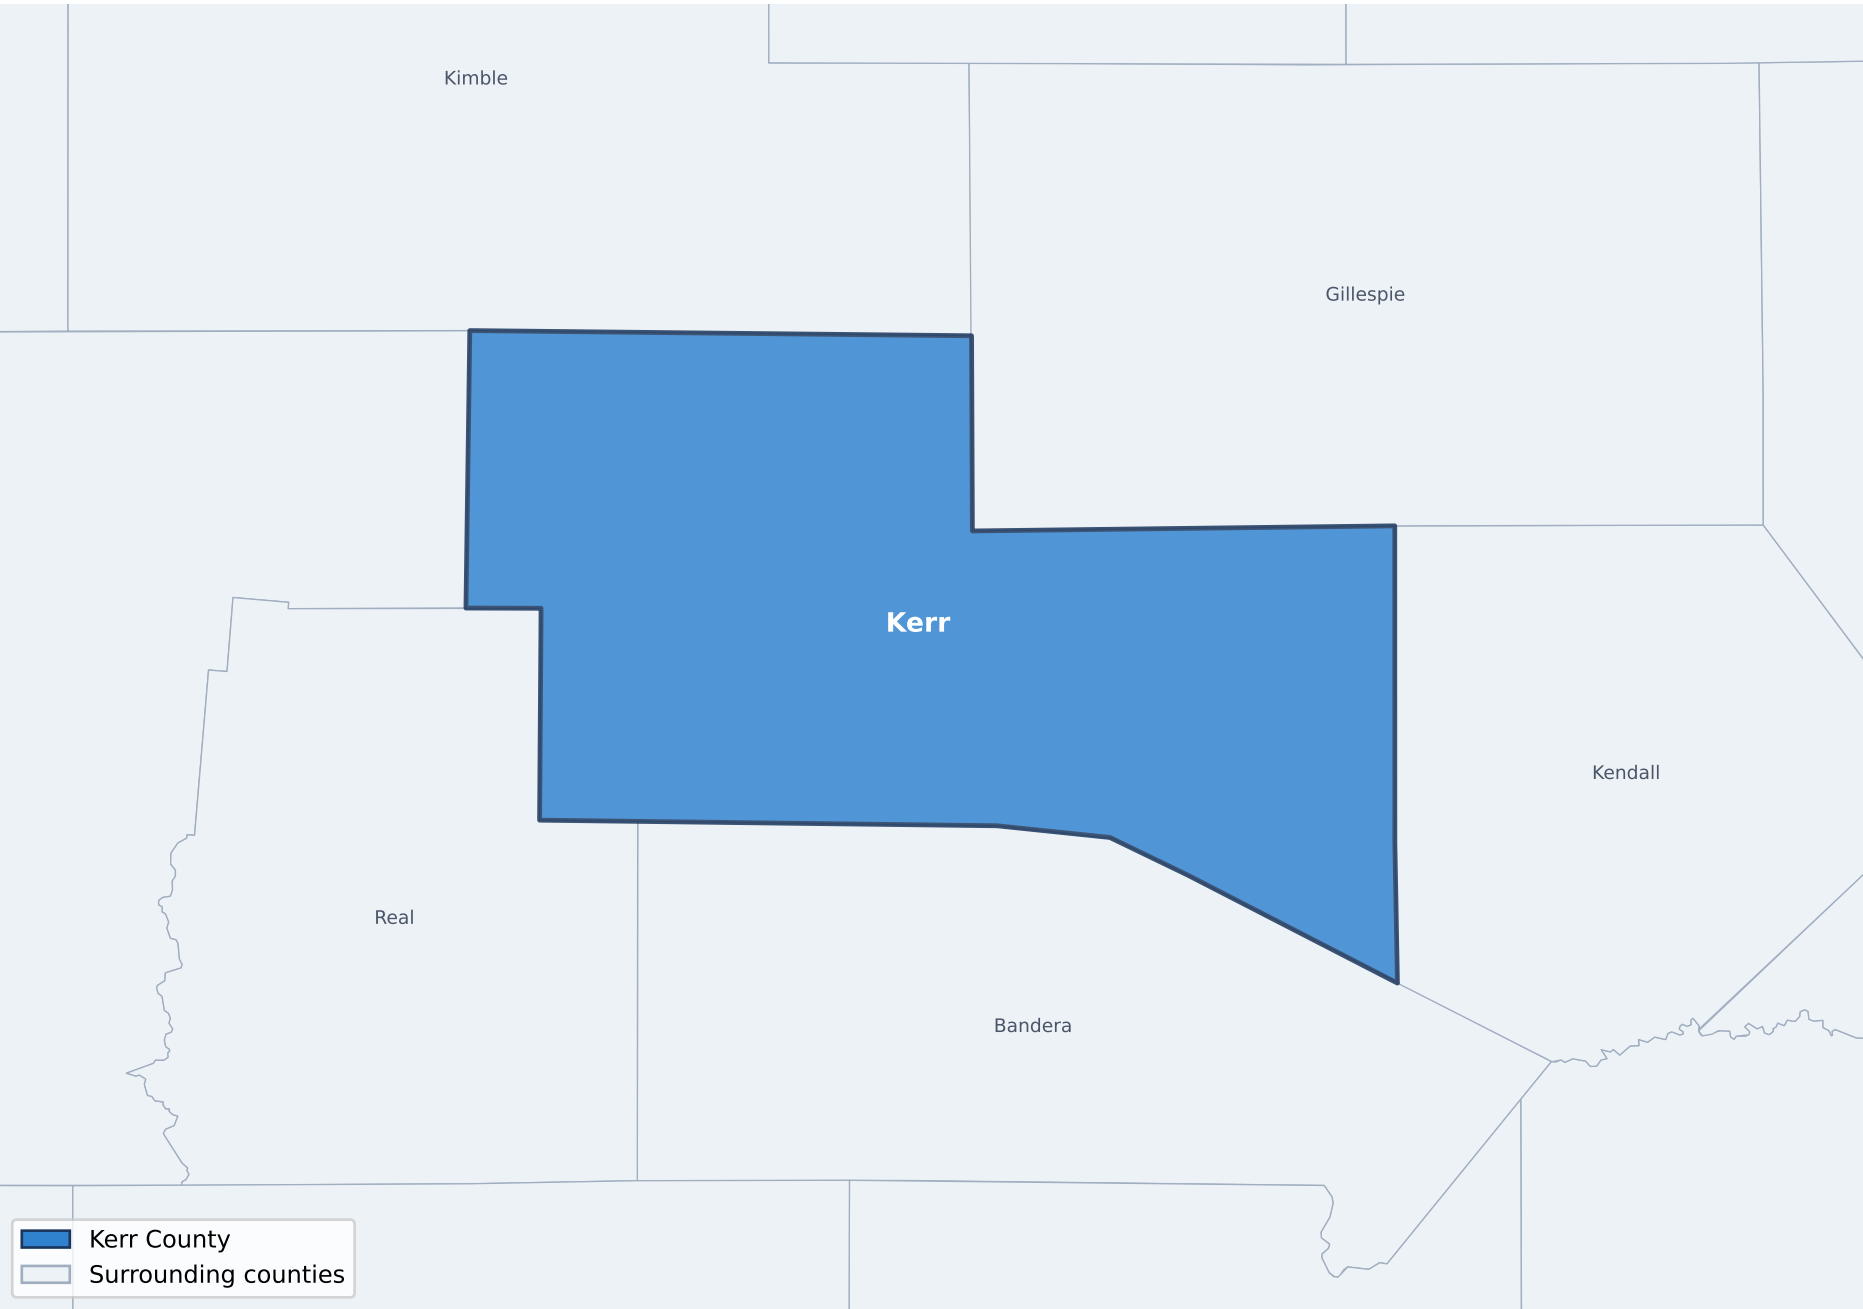 Kimble
Gillespie
Kerr
Kendall
Real
Bandera
Kerr County
Surrounding counties